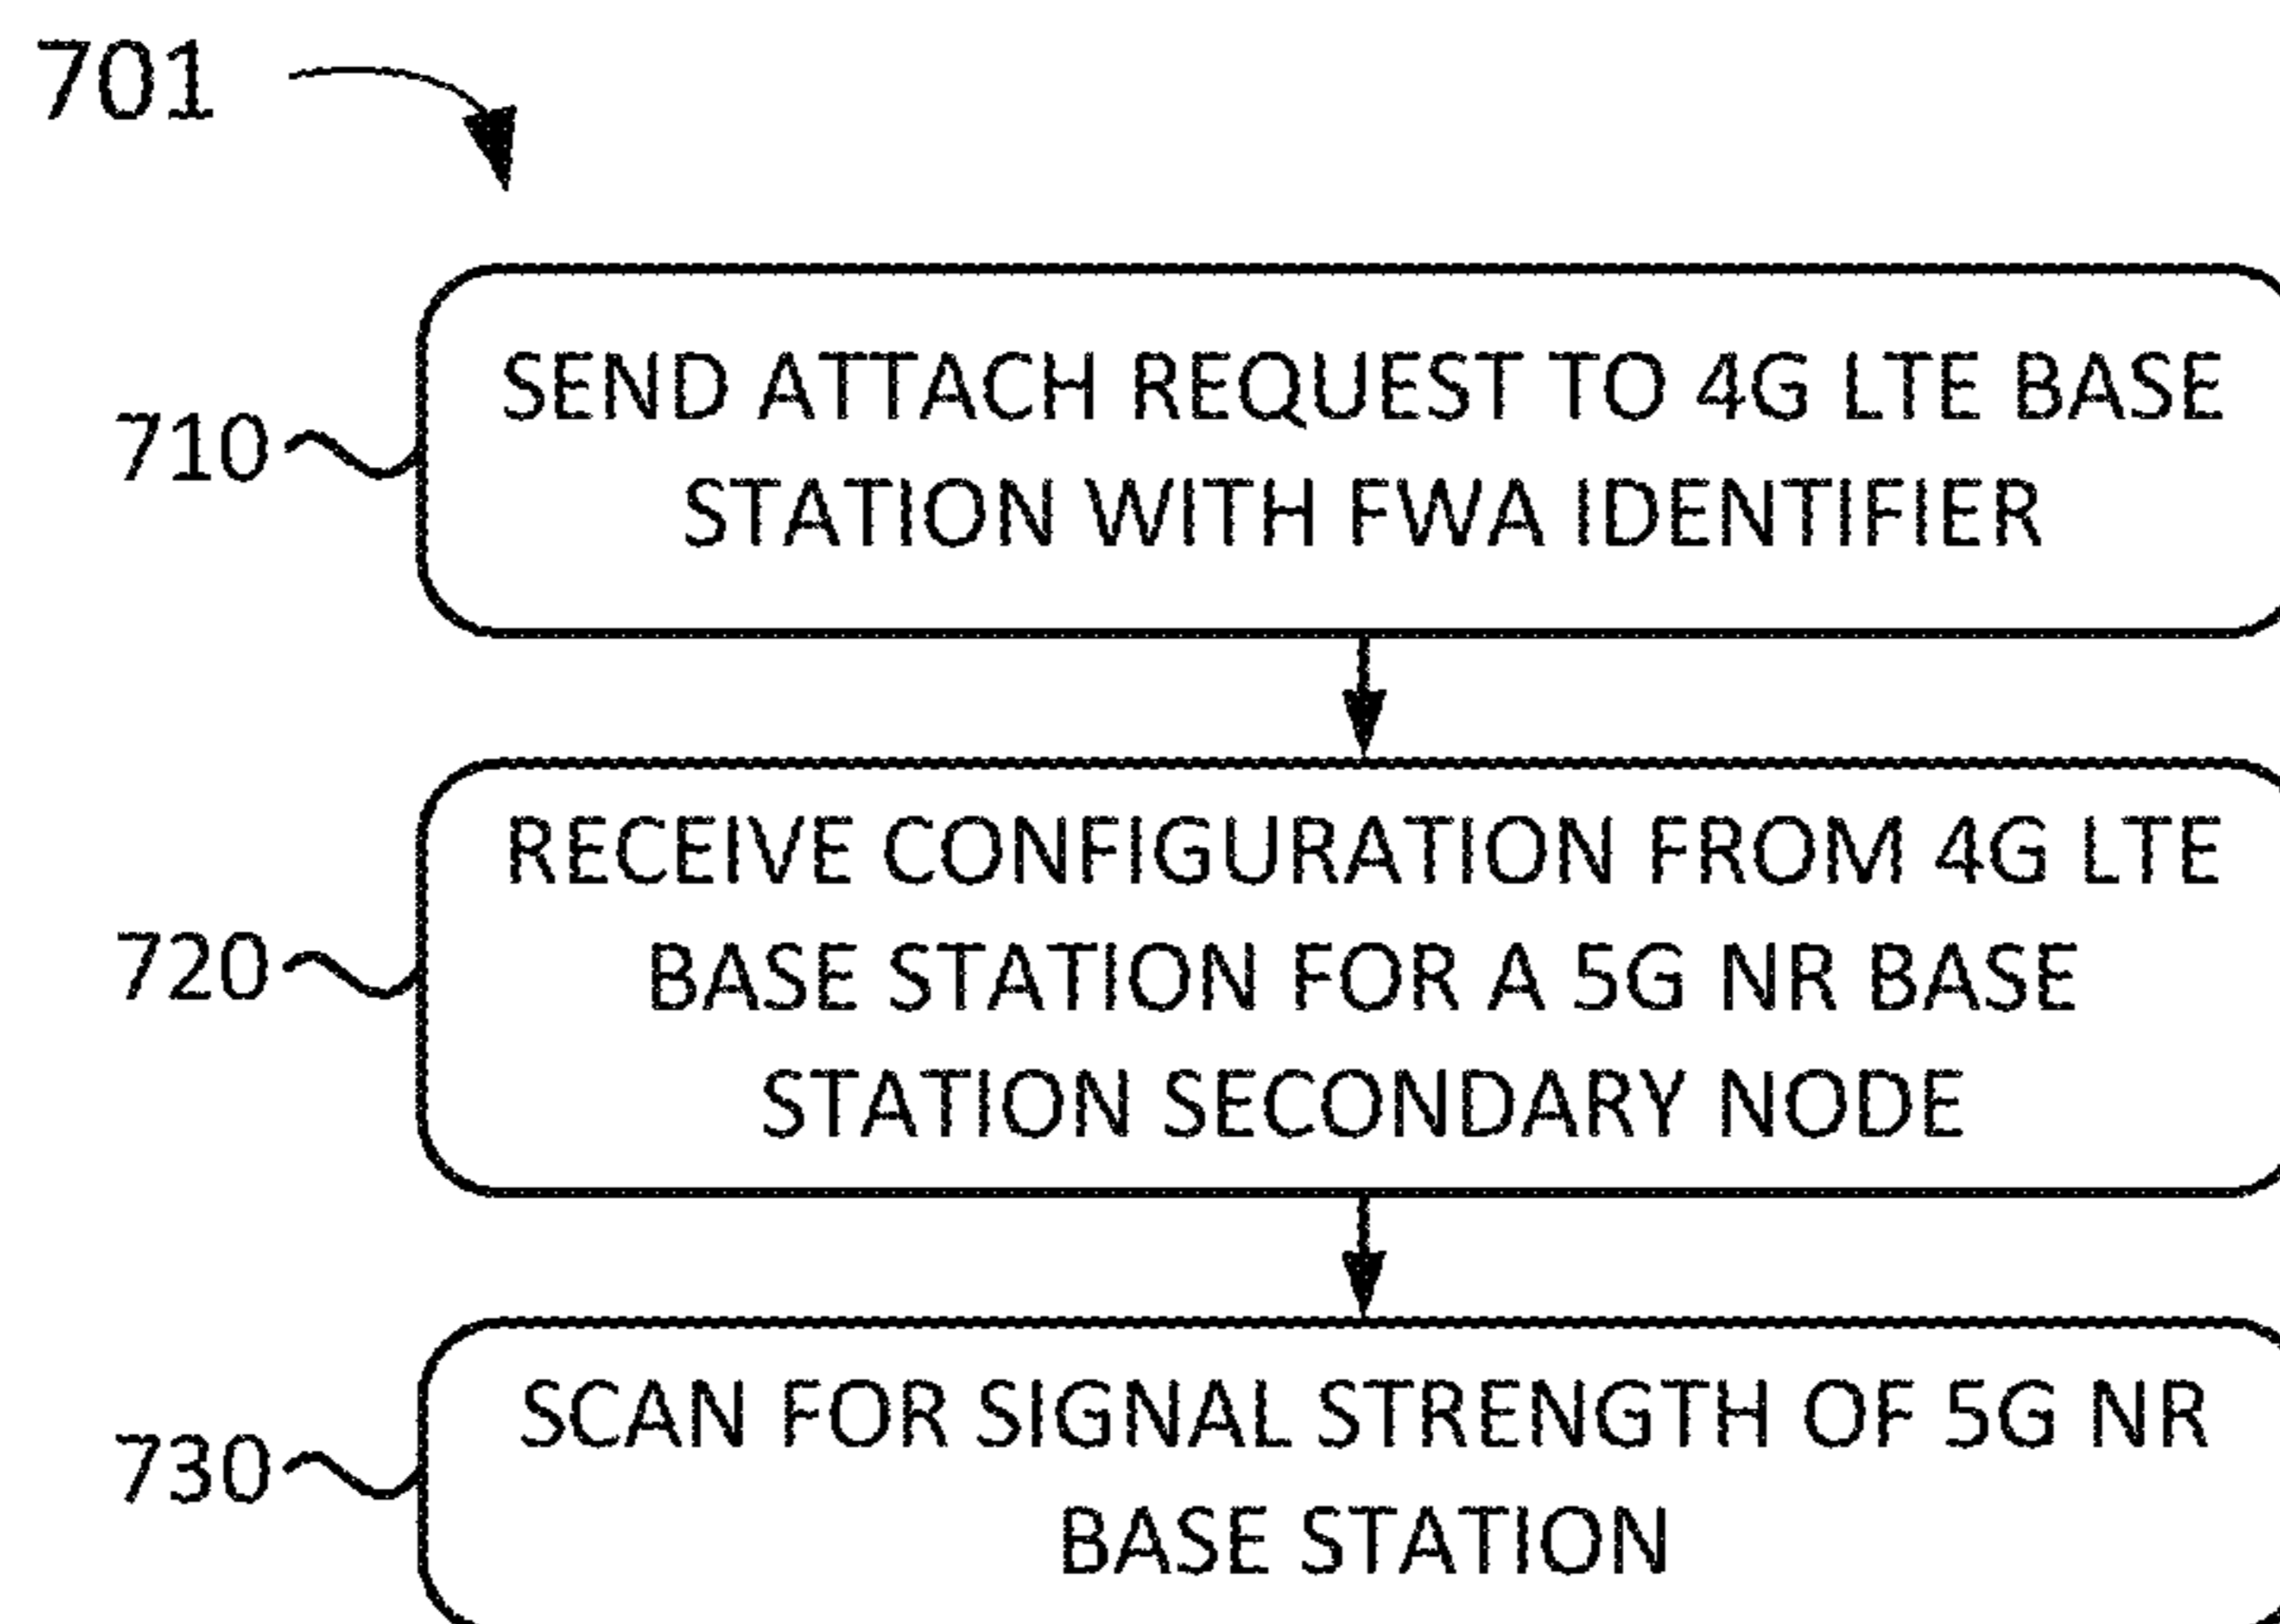 701
710
SEND ATTACH REQUEST TO 4G LTE BASE
STATION WITH FWA IDENTIFIER
720
RECEIVE CONFIGURATION FROM 4G LTE
BASE STATION FOR A 5G NR BASE
STATION SECONDARY NODE
730
SCAN FOR SIGNAL STRENGTH OF 5G NR
BASE STATION